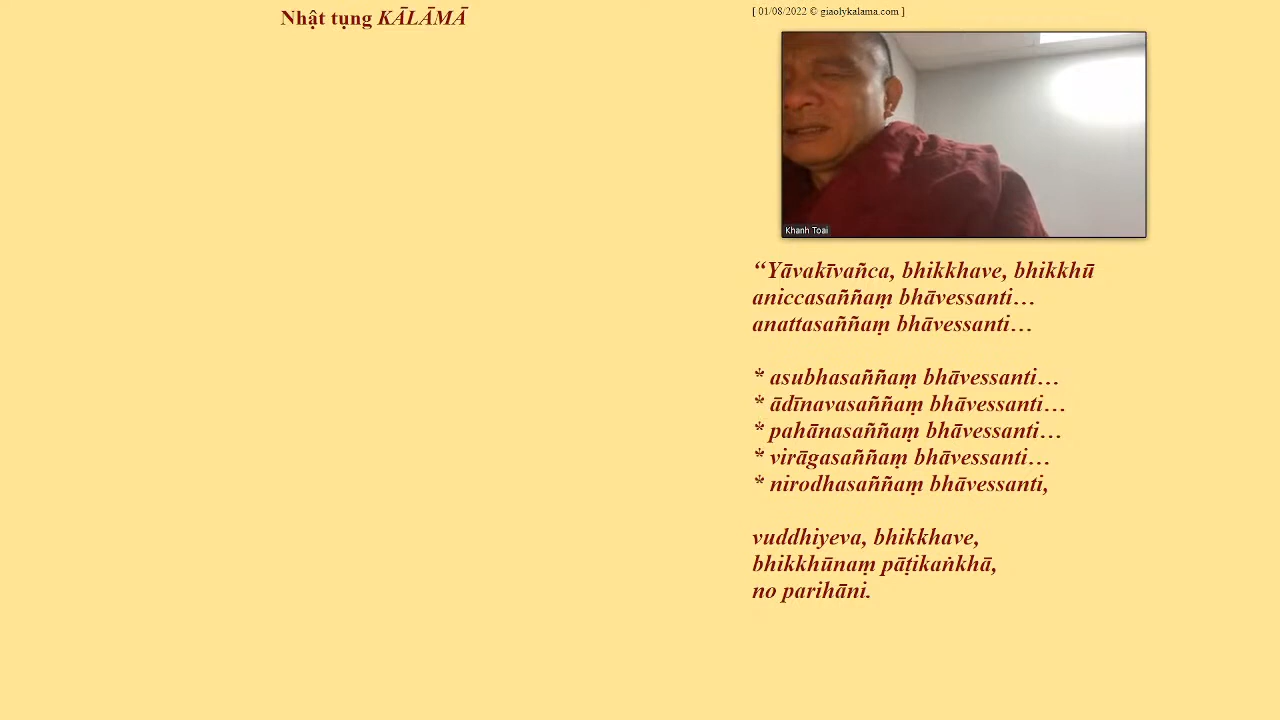 Nhật tụng KĀLĀMĀ
[ 01/08/2022 © giaolykalama.com ]
Khanh Toai
“Yāvakīvañca, bhikkhave, bhikkhū
aniccasaññaṃ bhāvessanti…
anattasaññaṃ bhāvessanti…
* asubhasaññaṃ bhāvessanti…
* ādīnavasaññaṃ bhāvessanti…
* pahānasaññaṃ bhāvessanti…
* virāgasaññaṃ bhāvessanti…
* nirodhasaññaṃ bhāvessanti,
vuddhiyeva, bhikkhave,
bhikkhūnaṃ pāṭikaṅkhā,
no parihāni.